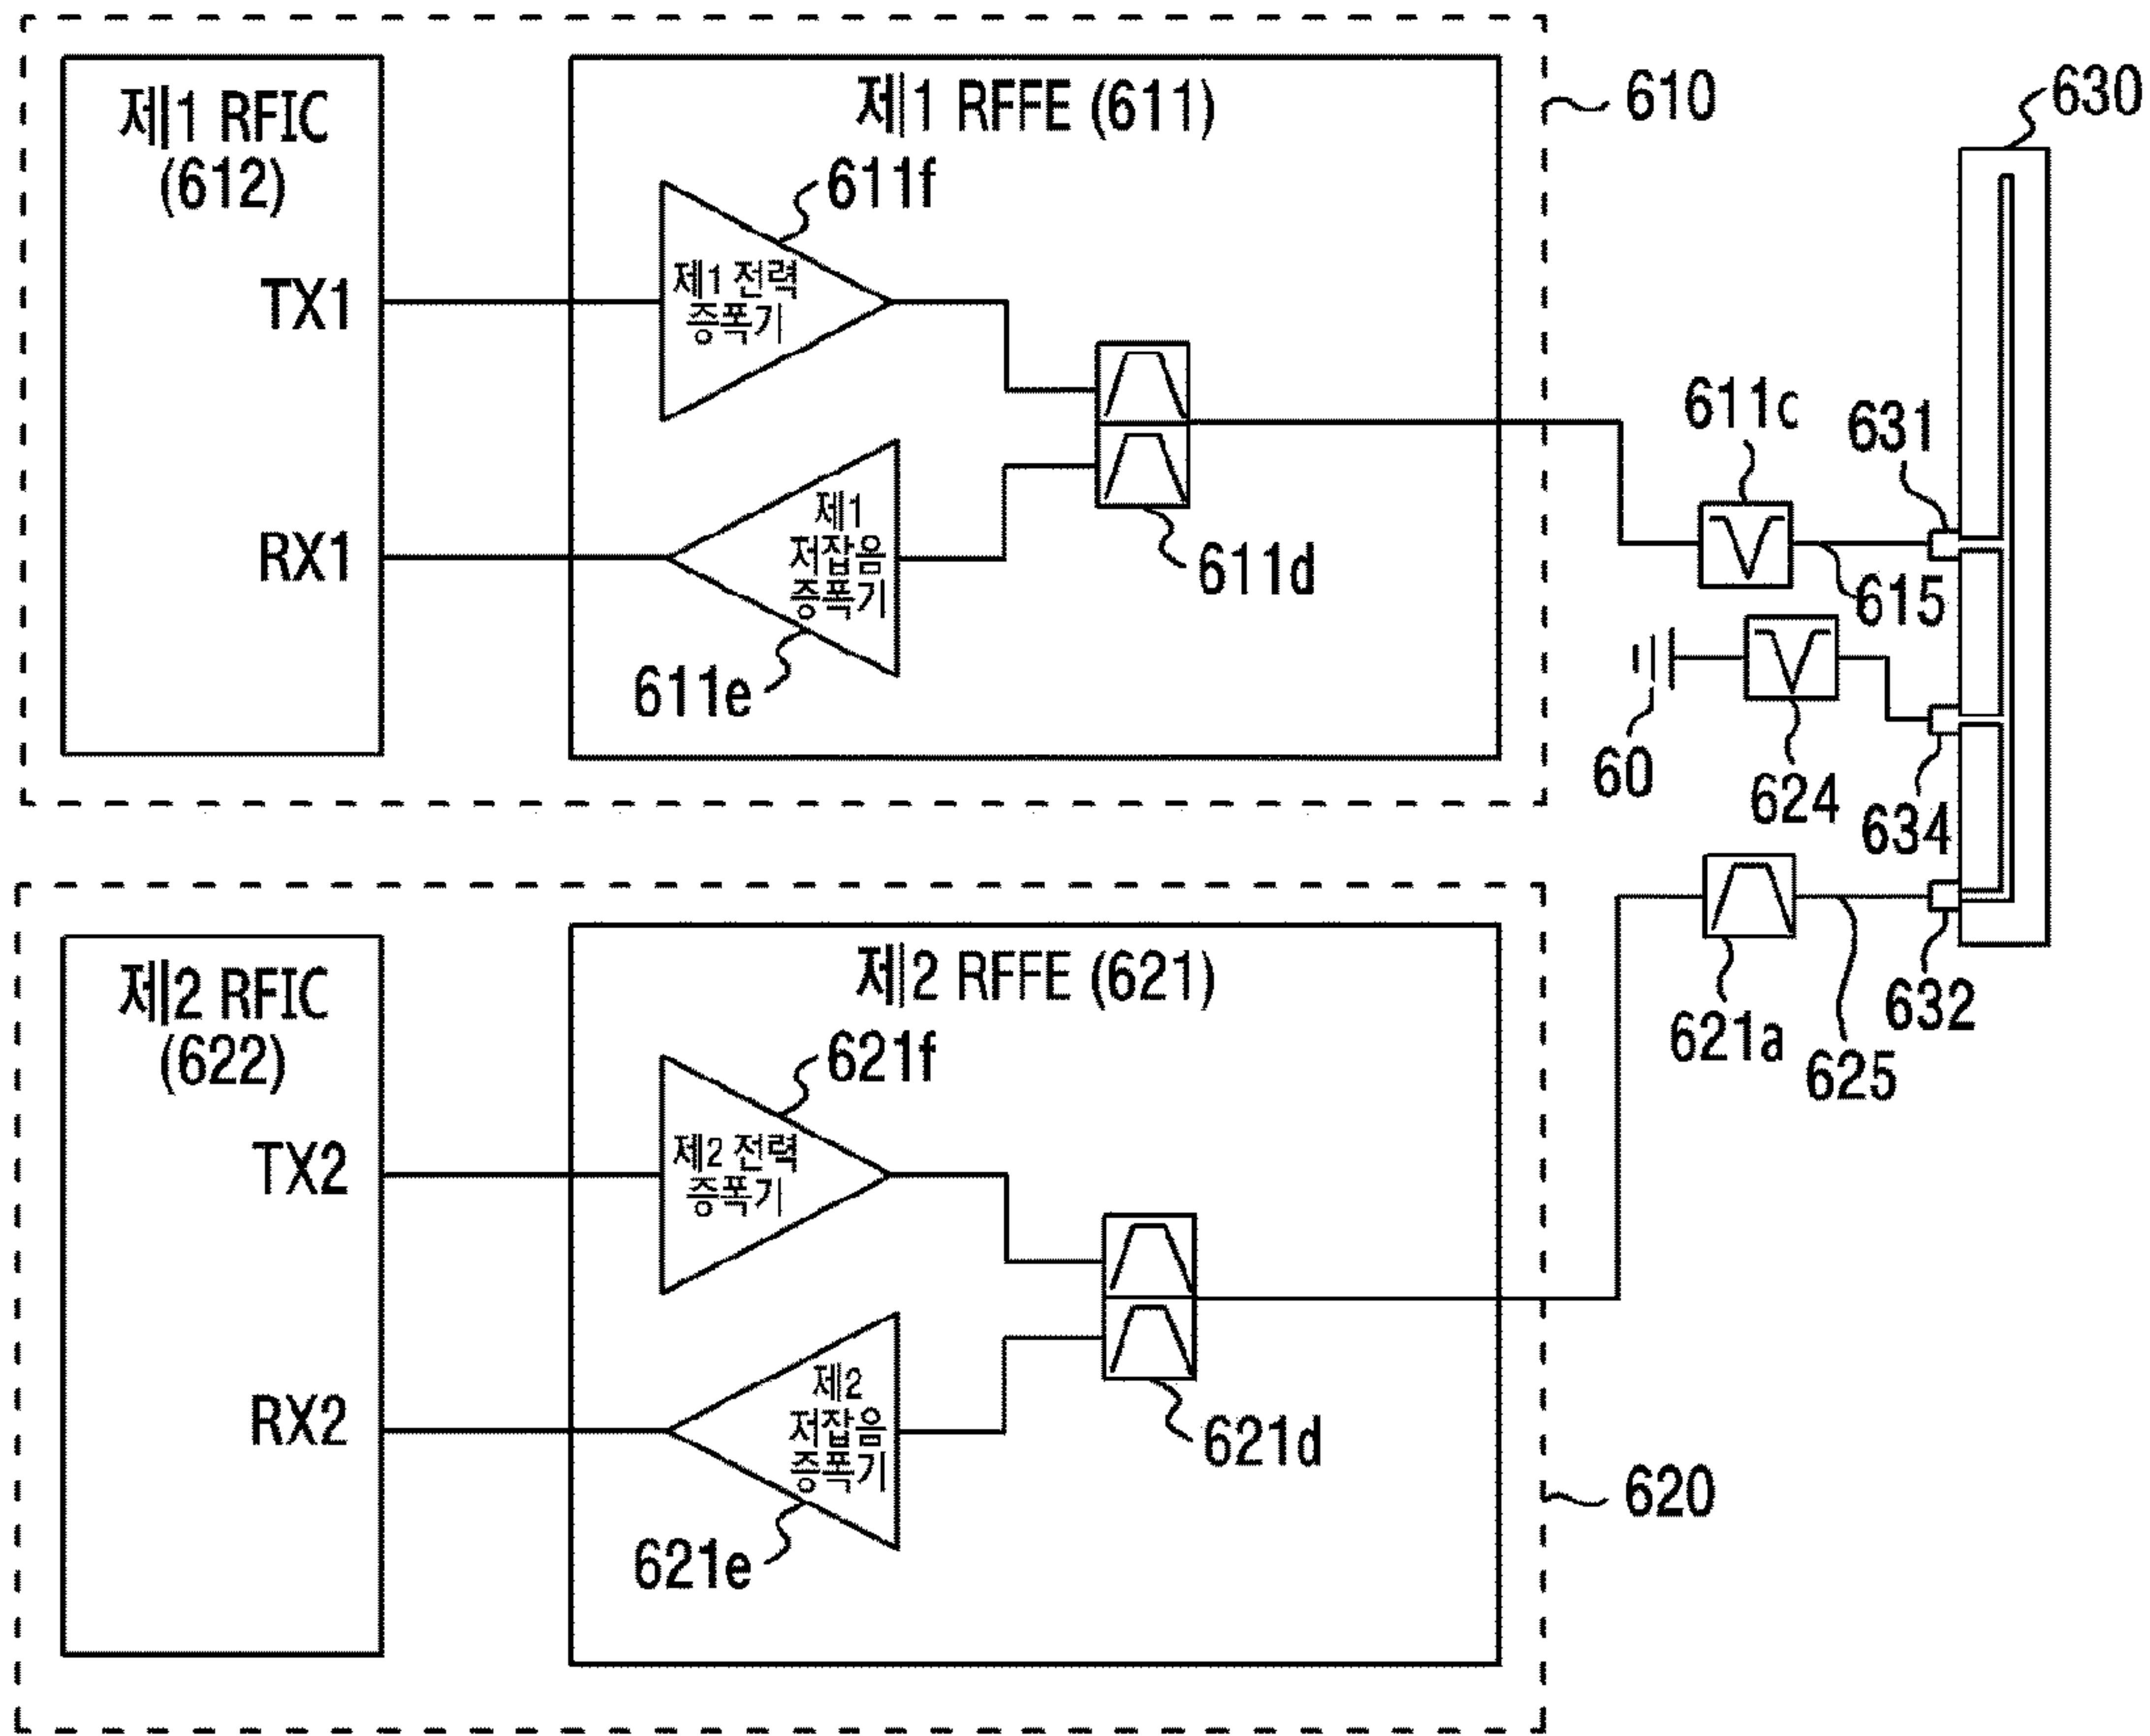 제1 RFIC
(612)
TX1
RX1
제1 RFFE (611)
611f
제1 전력
증폭기
제1
저잡음
증폭기
611e
611d
610
630
611c
631
615
60
624
634
621a
625
632
제2 RFIC
(622)
TX2
RX2
제2 RFFE (621)
621f
제2 전력
증폭기
제2
저잡음
증폭기
621e
621d
620